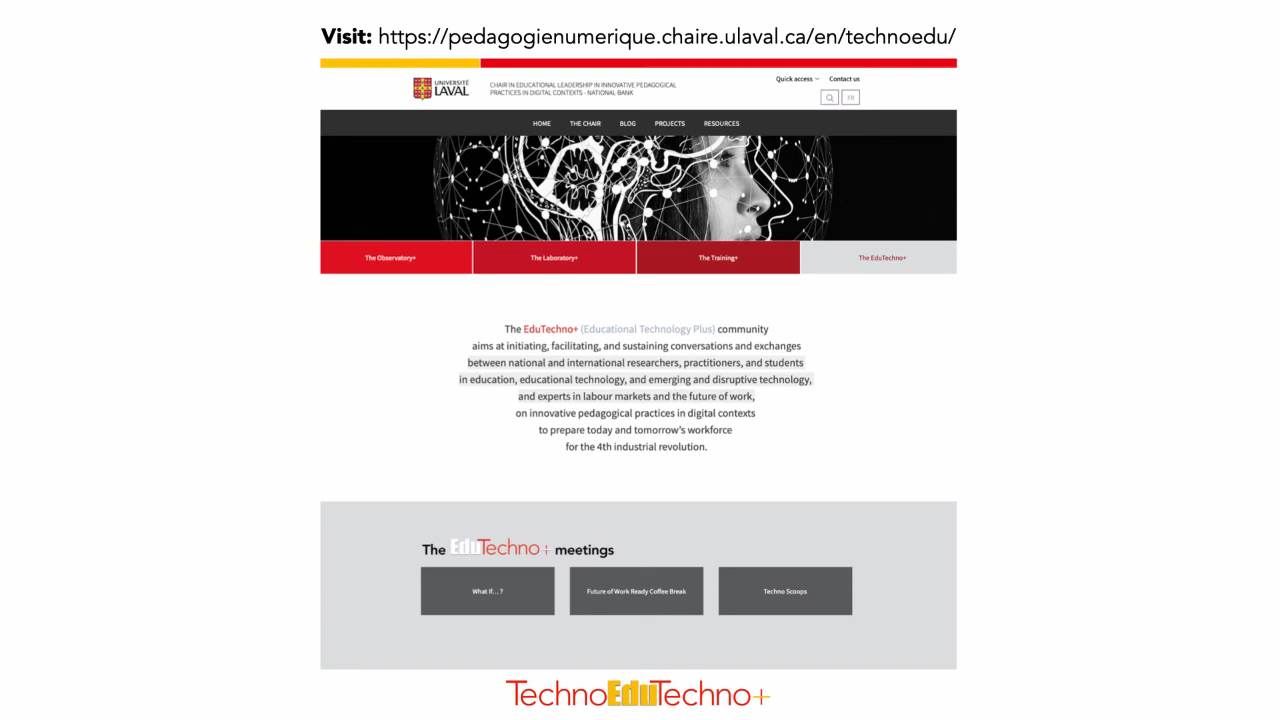 Visit: https://pedagogienumerique.chaire.ulaval.ca/en/technoedu/
Quick access Contact us
UNIVERSITÉ
LAVAL
CHAIR IN EDUCATIONAL LEADERSHIP IN INNOVATIVE PEDAGOGICAL
PRACTICES IN DIGITAL CONTEXTS - NATIONAL BANK
FR
HOME THE CHAIR BLOG PROJECTS RESOURCES
The Observatory+ The Laboratory+ The Training+ The EduTechno+
The EduTechno+ (Educational Technology Plus) community
aims at initiating, facilitating, and sustaining conversations and exchanges
between national and international researchers, practitioners, and students
in education, educational technology, and emerging and disruptive technology,
and experts in labour markets and the future of work,
on innovative pedagogical practices in digital contexts
to prepare today and tomorrow's workforce
for the 4th industrial revolution.
The EduTechno+ meetings
What If... ? Future of Work Ready Coffee Break Techno Scoops
TechnoEduTechno+